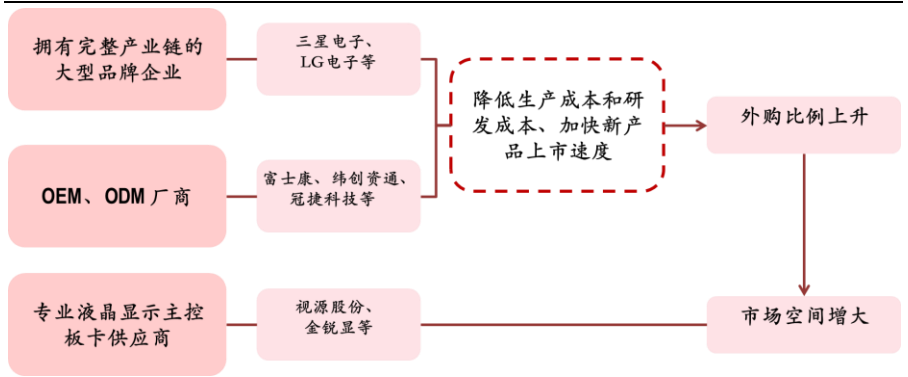 拥有完整产业链的
大型品牌企业
三星电子、
LG电子等
降低生产成本和研
发成本、加快新产
品上市速度
外购比例上升
OEM、ODM厂商
富士康、纬创资通、
冠捷科技等
专业液晶显示主控
板卡供应商
视源股份、
金锐显等
市场空间增大